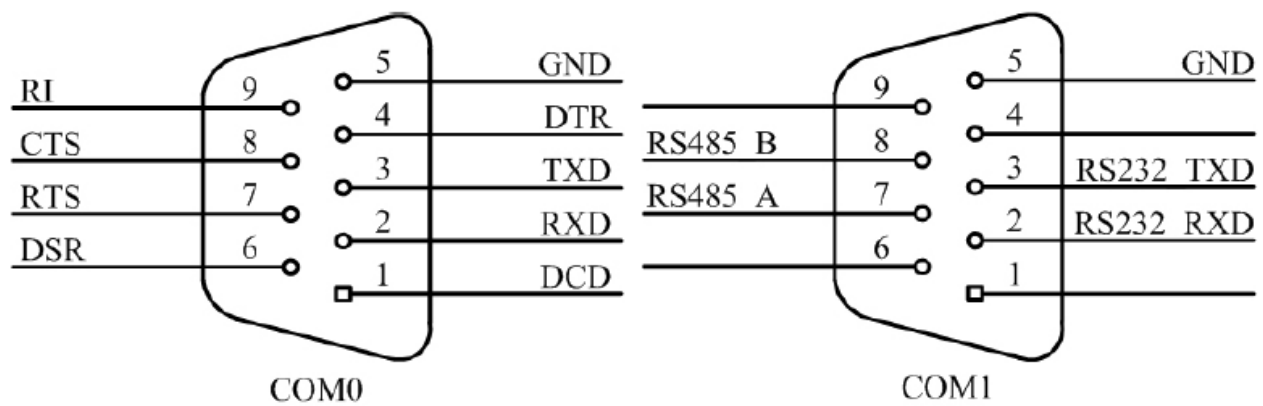 5 GND
RI 9
4 DTR
CTS 8
3 TXD
RTS 7
2 RXD
DSR 6
1 DCD
COM0
5 GND
9
4
RS485 B 8
3 RS232 TXD
RS485 A 7
2 RS232 RXD
6
1
COM1